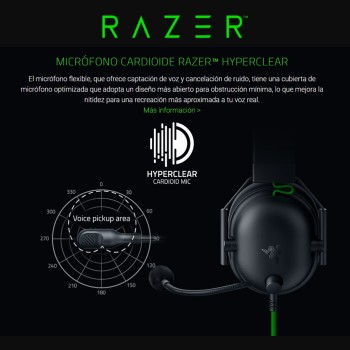 RAZER™
MICRÓFONO CARDIOIDE RAZER™ HYPERCLEAR
El micrófono flexible, que ofrece captación de voz y cancelación de ruido, tiene una cubierta de
micrófono optimizada que adopta un diseño más abierto para obstrucción mínima, lo que mejora la
nitidez para una recreación más aproximada a tu voz real.
Más información >
HYPERCLEAR
CARDIOID MIC
0
330
30
300
Voice pickup area
60
270
90
240
120
210
150
180